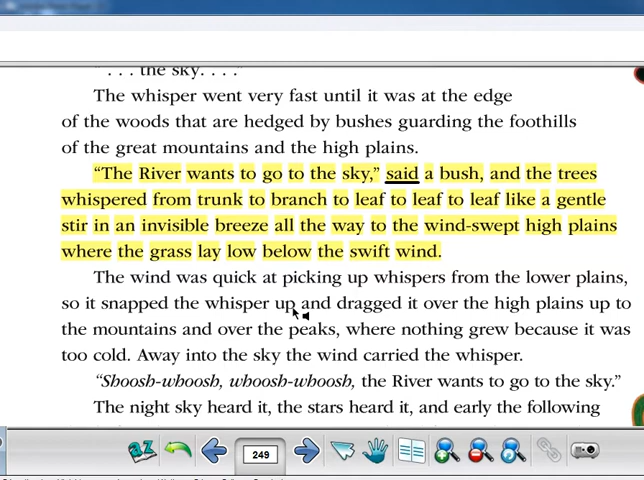 ". . . the sky. . . ."
The whisper went very fast until it was at the edge
of the woods that are hedged by bushes guarding the foothills
of the great mountains and the high plains.
"The River wants to go to the sky," said a bush, and the trees
whispered from trunk to branch to leaf to leaf to leaf like a gentle
stir in an invisible breeze all the way to the wind-swept high plains
where the grass lay low below the swift wind.
The wind was quick at picking up whispers from the lower plains,
so it snapped the whisper up and dragged it over the high plains up to
the mountains and over the peaks, where nothing grew because it was
too cold. Away into the sky the wind carried the whisper.
"Shoosh-whoosh, whoosh-whoosh, the River wants to go to the sky."
The night sky heard it, the stars heard it, and early the following
az
249